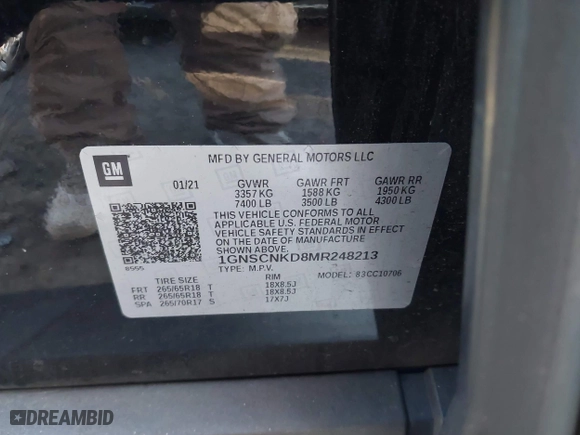 GM
MFD BY GENERAL MOTORS LLC
01/21 GVWR GAWR FRT GAWR RR
3357 KG 1588 KG 1950 KG
7400 LB 3500 LB 4300 LB
THIS VEHICLE CONFORMS TO ALL
APPLICABLE U.S. FEDERAL MOTOR
VEHICLE SAFETY STANDARDS IN EFFECT
ON THE DATE OF MANUFACTURE
SHOWN ABOVE.
1GNSCNKD8MR248213
8555 TYPE: M.P.V. MODEL: 83CC10706
TIRE SIZE RIM
FRT 265/65R18 T 18X8.5J
RR 265/65R18 T 18X8.5J
SPA 265/70R17 S 17X7J
DREAMBID